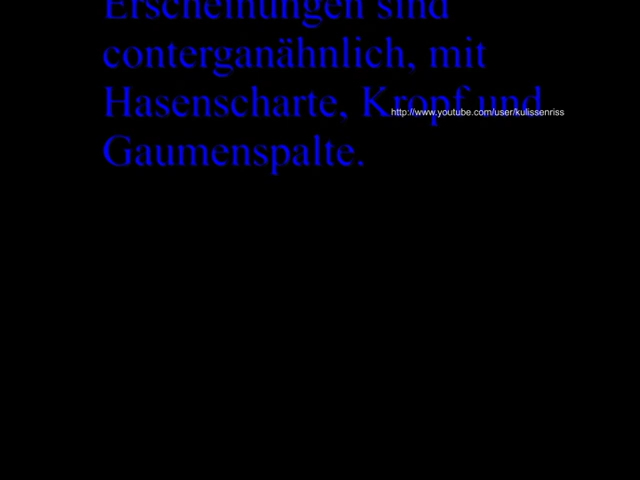 Erscheinungen sind
conterganähnlich, mit
Hasenscharte, Kropf und
http://www.youtube.com/user/kulissenriss
Gaumenspalte.